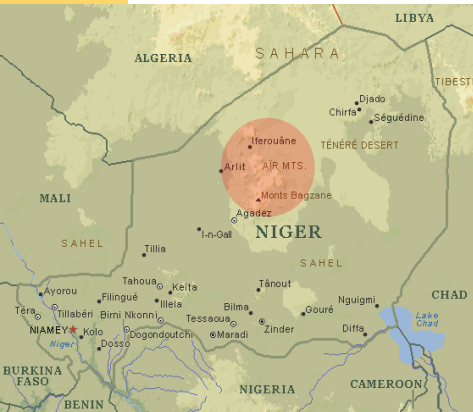 LIBYA
SAHARA
ALGERIA
TIBEST
Djado
Chirfa
Séguédine
Iferouâne
TÉNÉRÉ DESERT
Arlit
AÏR MTS.
MALI
Monts Bagzane
Agadez
I-n-Gall
NIGER
SAHEL
Tillia
SAHEL
Tahoua
Keita
Tânout
Ayorou
CHAD
Filingué
Illela
Nguigmi
Téra
Tillabéri
Birni Nkonni
Bilma
Gouré
Lake
Chad
Tessaoua
NIAMEY
Kolo
Dogondoutchi
Maradi
Zinder
Diffa
Niger
Dosso
BURKINA
FASO
NIGERIA
CAMEROON
BENIN